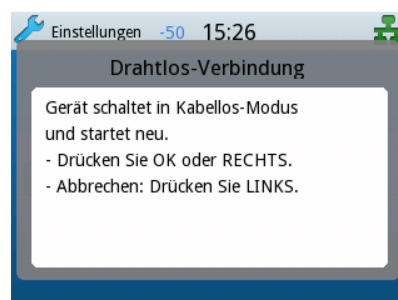 Einstellungen -50 15:26
Drahtlos-Verbindung
Gerät schaltet in Kabellos-Modus
und startet neu.
- Drücken Sie OK oder RECHTS.
- Abbrechen: Drücken Sie LINKS.